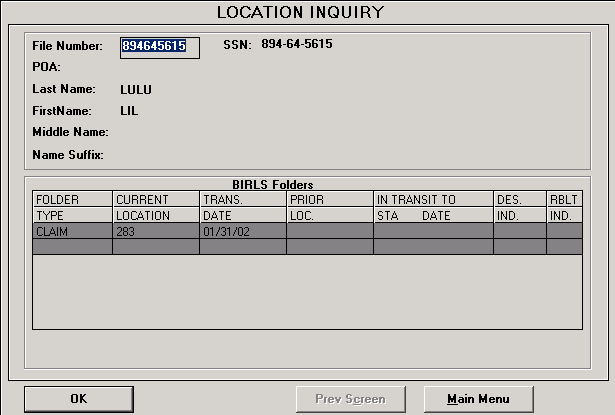 LOCATION INQUIRY
File Number: 894645615 SSN: 894-64-5615
POA:
Last Name: LULU
FirstName: LIL
Middle Name:
Name Suffix:
BIRLS Folders
FOLDER CURRENT TRANS. PRIOR IN TRANSIT TO DES. RBLT
TYPE LOCATION DATE LOC. STA DATE IND. IND.
CLAIM 283 01/31/02
OK Prev Screen Main Menu